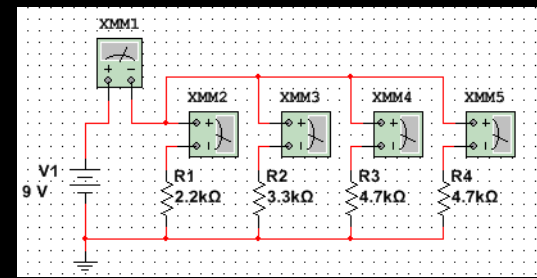 XMM1
XMM2 XMM3 XMM4 XMM5
V1
9 V
R1 R2 R3 R4
2.2kΩ 3.3kΩ 4.7kΩ 4.7kΩ